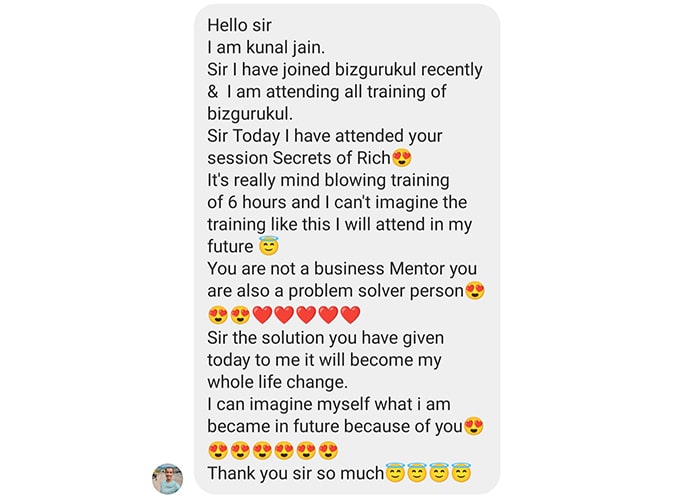 Hello sir
I am kunal jain.
Sir I have joined bizgurukul recently
& I am attending all training of
bizgurukul.
Sir Today I have attended your
session Secrets of Rich😍
It's really mind blowing training
of 6 hours and I can't imagine the
training like this I will attend in my
future 😇
You are not a business Mentor you
are also a problem solver person😍
😍😍❤️❤️❤️❤️❤️
Sir the solution you have given
today to me it will become my
whole life change.
I can imagine myself what i am
became in future because of you😍
😍😍😍😍😍😍
Thank you sir so much😇😇😇😇